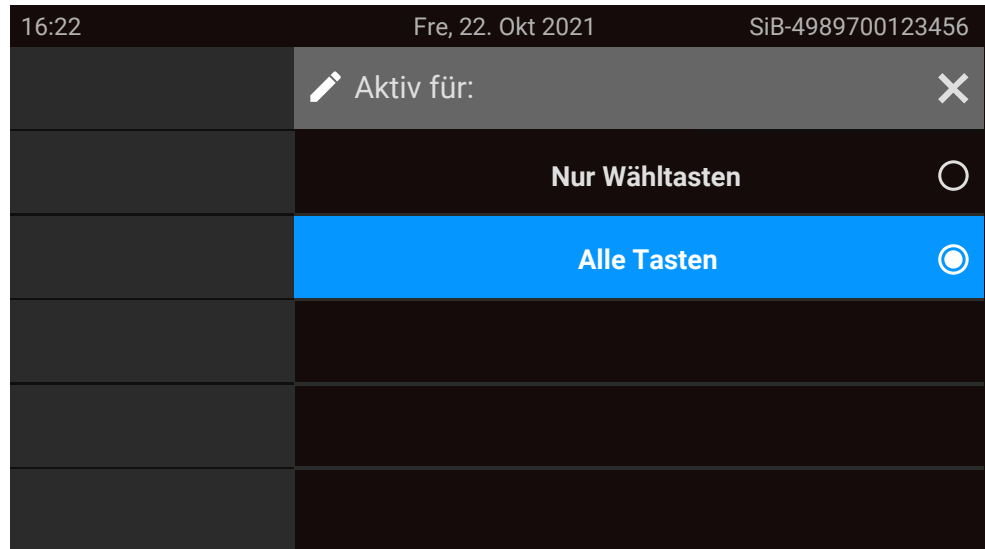 16:22 Fre, 22. Okt 2021 SiB-4989700123456
Aktiv für:
Nur Wähltasten
Alle Tasten